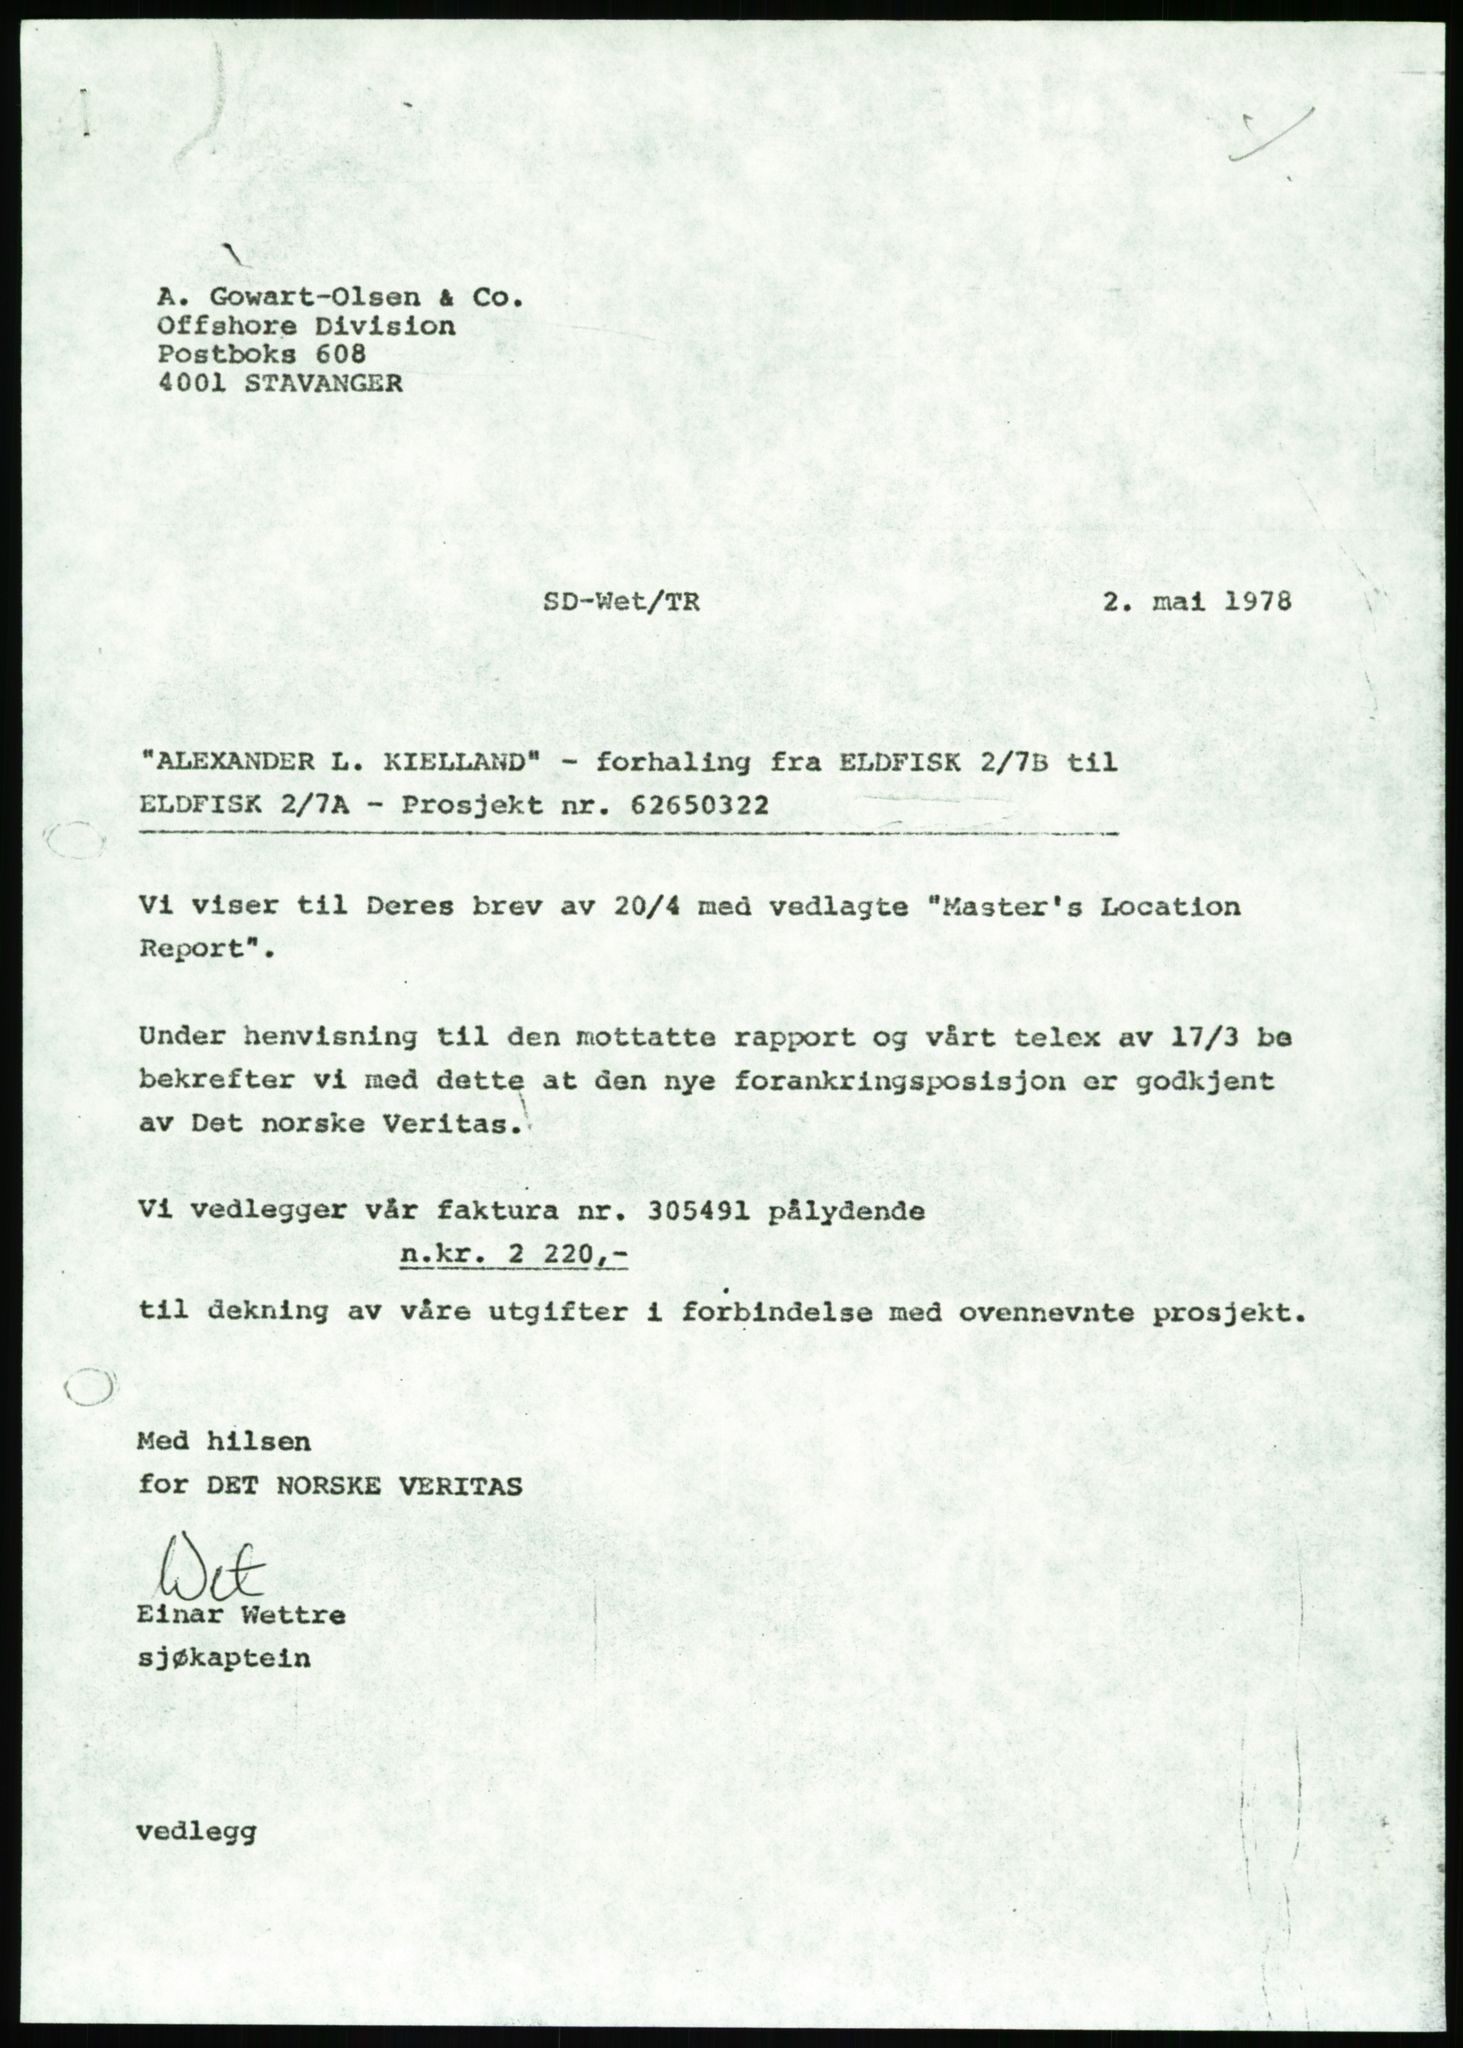 A. Gowart-Olsen & Co.
Offshore Division
Postboks 608
4001 STAVANGER
SD-Wet/TR 2. mai 1978
"ALEXANDER L. KIELLAND" - forhaling fra ELDFISK 2/7B til
ELDFISK 2/7A - Prosjekt nr. 62650322
Vi viser til Deres brev av 20/4 med vedlagte "Master's Location
Report".
Under henvisning til den mottatte rapport og vårt telex av 17/3 be
bekrefter vi med dette at den nye forankringsposisjon er godkjent
av Det norske Veritas.
Vi vedlegger vår faktura nr. 305491 pålydende
n.kr. 2 220,-
til dekning av våre utgifter i forbindelse med ovennevnte prosjekt.
Med hilsen
for DET NORSKE VERITAS
Wet
Einar Wettre
sjøkaptein
vedlegg